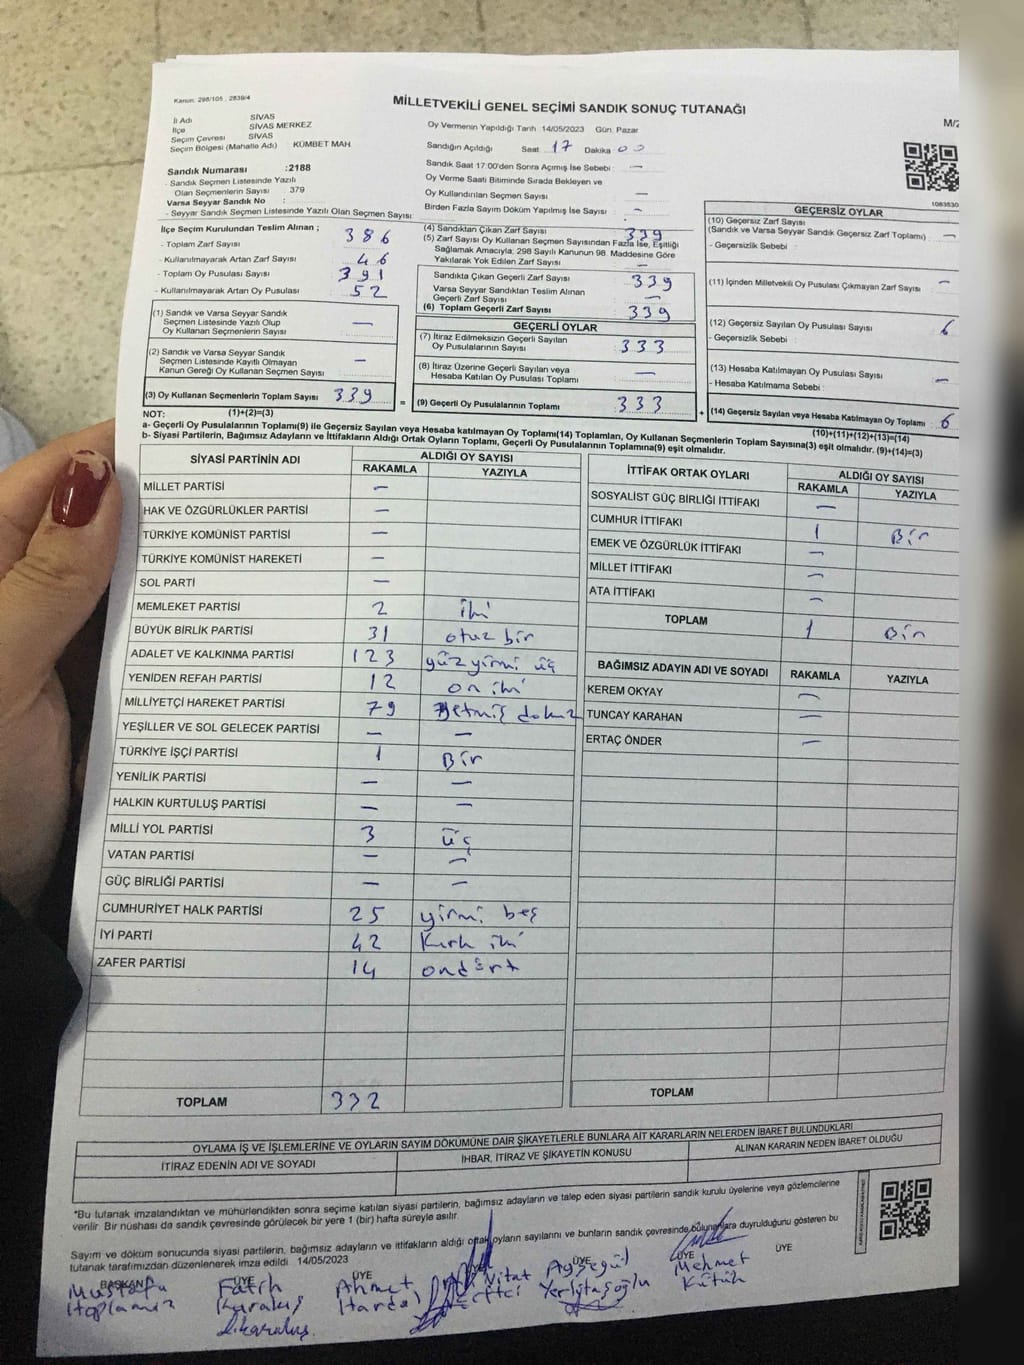 Kanun: 298/105 , 2839/4
MİLLETVEKİLİ GENEL SEÇİMİ SANDIK SONUÇ TUTANAĞI
M/2
İl Adı SİVAS
İlçe SİVAS MERKEZ
Seçim Çevresi SİVAS
Seçim Bölgesi (Mahalle Adı) : KÜMBET MAH
Oy Vermenin Yapıldığı Tarih 14/05/2023 Gün: Pazar
Sandığın Açıldığı Saat 17 Dakika 00
Sandık Saat 17:00'den Sonra Açılmış İse Sebebi : —
Oy Verme Saati Bitiminde Sırada Bekleyen ve
Oy Kullandırılan Seçmen Sayısı —
Birden Fazla Sayım Döküm Yapılmış İse Sayısı -
Sandık Numarası :2188
- Sandık Seçmen Listesinde Yazılı
Olan Seçmenlerin Sayısı : 379
Varsa Seyyar Sandık No :
- Seyyar Sandık Seçmen Listesinde Yazılı Olan Seçmen Sayısı
İlçe Seçim Kurulundan Teslim Alınan ;
- Toplam Zarf Sayısı 386
- Kullanılmayarak Artan Zarf Sayısı 46
- Toplam Oy Pusulası Sayısı 391
- Kullanılmayarak Artan Oy Pusulası 52
(1) Sandık ve Varsa Seyyar Sandık
Seçmen Listesinde Yazılı Olup
Oy Kullanan Seçmenlerin Sayısı —
(2) Sandık ve Varsa Seyyar Sandık
Seçmen Listesinde Kayıtlı Olmayan
Kanun Gereği Oy Kullanan Seçmen Sayısı —
(3) Oy Kullanan Seçmenlerin Toplam Sayısı 339
(4) Sandıktan Çıkan Zarf Sayısı 339
(5) Zarf Sayısı Oy Kullanan Seçmen Sayısından Fazla İse, Eşitliği
Sağlamak Amacıyla; 298 Sayılı Kanunun 98. Maddesine Göre
Yakılarak Yok Edilen Zarf Sayısı —
Sandıkta Çıkan Geçerli Zarf Sayısı 339
Varsa Seyyar Sandıktan Teslim Alınan
Geçerli Zarf Sayısı —
(6) Toplam Geçerli Zarf Sayısı 339
GEÇERLİ OYLAR
(7) İtiraz Edilmeksizin Geçerli Sayılan
Oy Pusulalarının Sayısı 333
(8) İtiraz Üzerine Geçerli Sayılan veya
Hesaba Katılan Oy Pusulası Toplamı —
= (9) Geçerli Oy Pusulalarının Toplamı 333 +
GEÇERSİZ OYLAR
(10) Geçersiz Zarf Sayısı
(Sandık ve Varsa Seyyar Sandık Geçersiz Zarf Toplamı) : —
- Geçersizlik Sebebi :
(11) İçinden Milletvekili Oy Pusulası Çıkmayan Zarf Sayısı —
(12) Geçersiz Sayılan Oy Pusulası Sayısı 6
- Geçersizlik Sebebi :
(13) Hesaba Katılmayan Oy Pusulası Sayısı —
- Hesaba Katılmama Sebebi :
(14) Geçersiz Sayılan veya Hesaba Katılmayan Oy Toplamı 6
NOT: (1)+(2)=(3) (10)+(11)+(12)+(13)=(14)
a- Geçerli Oy Pusulalarının Toplamı(9) ile Geçersiz Sayılan veya Hesaba katılmayan Oy Toplamı(14) Toplamları, Oy Kullanan Seçmenlerin Toplam Sayısına(3) eşit olmalıdır. (9)+(14)=(3)
b- Siyasi Partilerin, Bağımsız Adayların ve İttifakların Aldığı Ortak Oyların Toplamı, Geçerli Oy Pusulalarının Toplamına(9) eşit olmalıdır.
SİYASİ PARTİNİN ADI ALDIĞI OY SAYISI
RAKAMLA YAZIYLA
MİLLET PARTİSİ —
HAK VE ÖZGÜRLÜKLER PARTİSİ —
TÜRKİYE KOMÜNİST PARTİSİ —
TÜRKİYE KOMÜNİST HAREKETİ —
SOL PARTİ —
MEMLEKET PARTİSİ 2 iki
BÜYÜK BİRLİK PARTİSİ 31 otuz bir
ADALET VE KALKINMA PARTİSİ 123 yüz yirmi üç
YENİDEN REFAH PARTİSİ 12 on iki
MİLLİYETÇİ HAREKET PARTİSİ 79 yetmiş dokuz
YEŞİLLER VE SOL GELECEK PARTİSİ — —
TÜRKİYE İŞÇİ PARTİSİ 1 Bir
YENİLİK PARTİSİ — —
HALKIN KURTULUŞ PARTİSİ — —
MİLLİ YOL PARTİSİ 3 üç
VATAN PARTİSİ — —
GÜÇ BİRLİĞİ PARTİSİ — —
CUMHURİYET HALK PARTİSİ 25 yirmi beş
İYİ PARTİ 42 Kırk iki
ZAFER PARTİSİ 14 ondört
TOPLAM 332
İTTİFAK ORTAK OYLARI ALDIĞI OY SAYISI
RAKAMLA YAZIYLA
SOSYALİST GÜÇ BİRLİĞİ İTTİFAKI —
CUMHUR İTTİFAKI 1 Bir
EMEK VE ÖZGÜRLÜK İTTİFAKI —
MİLLET İTTİFAKI —
ATA İTTİFAKI —
TOPLAM 1 Bir
BAĞIMSIZ ADAYIN ADI VE SOYADI RAKAMLA YAZIYLA
KEREM OKYAY —
TUNCAY KARAHAN —
ERTAÇ ÖNDER —
TOPLAM
OYLAMA İŞ VE İŞLEMLERİNE VE OYLARIN SAYIM DÖKÜMÜNE DAİR ŞİKAYETLERLE BUNLARA AİT KARARLARIN NELERDEN İBARET BULUNDUKLARI
İTİRAZ EDENİN ADI VE SOYADI İHBAR, İTİRAZ VE ŞİKAYETİN KONUSU ALINAN KARARIN NEDEN İBARET OLDUĞU
*Bu tutanak imzalandıktan ve mühürlendikten sonra seçime katılan siyasi partilerin, bağımsız adayların ve talep eden siyasi partilerin sandık kurulu üyelerine veya gözlemcilerine
verilir. Bir nüshası da sandık çevresinde görülecek bir yere 1 (bir) hafta süreyle asılır.
Sayım ve döküm sonucunda siyasi partilerin, bağımsız adayların ve ittifakların aldığı ortak oyların sayılarını ve bunların sandık çevresinde bulunanlara duyrulduğunu gösteren bu
tutanak tarafımızdan düzenlenerek imza edildi. 14/05/2023
BAŞKAN ÜYE ÜYE ÜYE ÜYE ÜYE
Mustafa Fatih Ahmet Ayşegül Mehmet
Kütük